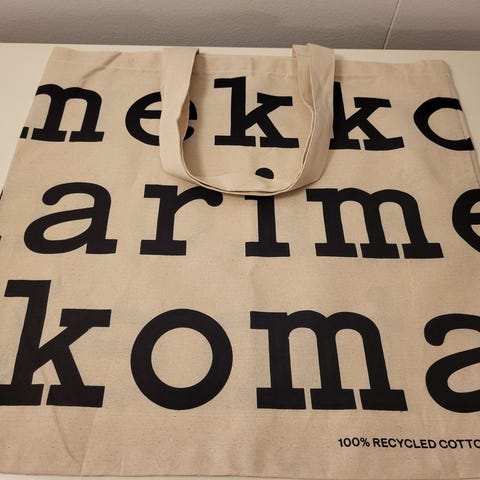 mekko
arime
koma
100% RECYCLED COTTO